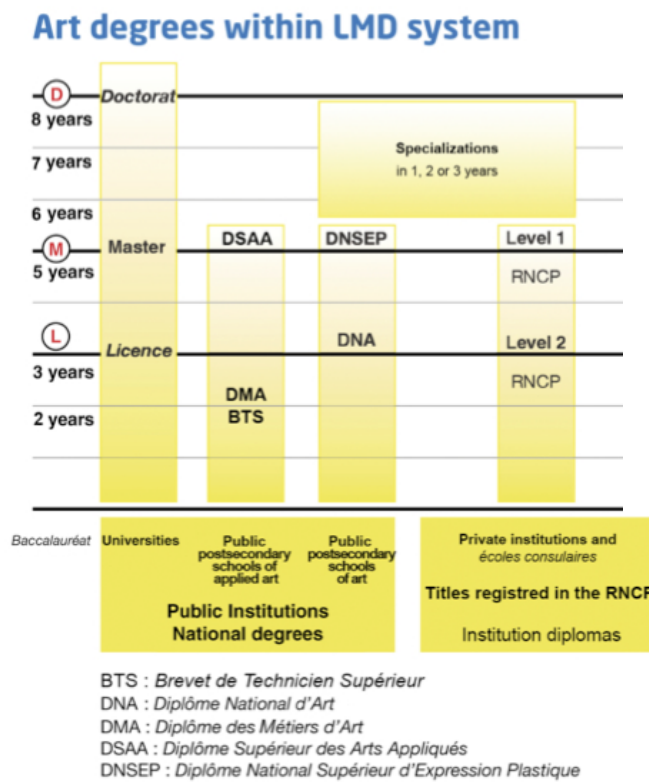 Art degrees within LMD system
D Doctorat
8 years
Specializations
7 years
in 1, 2 or 3 years
6 years
M Master DSAA DNSEP Level 1
5 years RNCP
L Licence DNA Level 2
3 years RNCP
DMA
2 years BTS
Baccalauréat
Universities
Public
postsecondary
schools of
applied art
Public
postsecondary
schools
of art
Public Institutions
National degrees
Private institutions and
écoles consulaires
Titles registred in the RNCP
Institution diplomas
BTS : Brevet de Technicien Supérieur
DNA : Diplôme National d'Art
DMA : Diplôme des Métiers d'Art
DSAA : Diplôme Supérieur des Arts Appliqués
DNSEP : Diplôme National Supérieur d'Expression Plastique